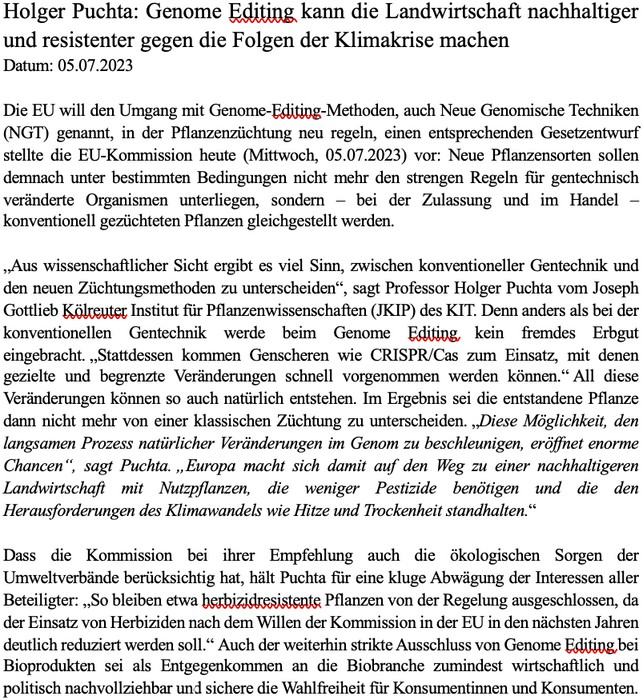 Holger Puchta: Genome Editing kann die Landwirtschaft nachhaltiger
und resistenter gegen die Folgen der Klimakrise machen
Datum: 05.07.2023
Die EU will den Umgang mit Genome-Editing-Methoden, auch Neue Genomische Techniken
(NGT) genannt, in der Pflanzenzüchtung neu regeln, einen entsprechenden Gesetzentwurf
stellte die EU-Kommission heute (Mittwoch, 05.07.2023) vor: Neue Pflanzensorten sollen
demnach unter bestimmten Bedingungen nicht mehr den strengen Regeln für gentechnisch
veränderte Organismen unterliegen, sondern – bei der Zulassung und im Handel –
konventionell gezüchteten Pflanzen gleichgestellt werden.
„Aus wissenschaftlicher Sicht ergibt es viel Sinn, zwischen konventioneller Gentechnik und
den neuen Züchtungsmethoden zu unterscheiden“, sagt Professor Holger Puchta vom Joseph
Gottlieb Kölreuter Institut für Pflanzenwissenschaften (JKIP) des KIT. Denn anders als bei der
konventionellen Gentechnik werde beim Genome Editing kein fremdes Erbgut
eingebracht. „Stattdessen kommen Genscheren wie CRISPR/Cas zum Einsatz, mit denen
gezielte und begrenzte Veränderungen schnell vorgenommen werden können.“ All diese
Veränderungen können so auch natürlich entstehen. Im Ergebnis sei die entstandene Pflanze
dann nicht mehr von einer klassischen Züchtung zu unterscheiden. „Diese Möglichkeit, den
langsamen Prozess natürlicher Veränderungen im Genom zu beschleunigen, eröffnet enorme
Chancen“, sagt Puchta. „Europa macht sich damit auf den Weg zu einer nachhaltigeren
Landwirtschaft mit Nutzpflanzen, die weniger Pestizide benötigen und die den
Herausforderungen des Klimawandels wie Hitze und Trockenheit standhalten.“
Dass die Kommission bei ihrer Empfehlung auch die ökologischen Sorgen der
Umweltverbände berücksichtig hat, hält Puchta für eine kluge Abwägung der Interessen aller
Beteiligter: „So bleiben etwa herbizidresistente Pflanzen von der Regelung ausgeschlossen, da
der Einsatz von Herbiziden nach dem Willen der Kommission in der EU in den nächsten Jahren
deutlich reduziert werden soll.“ Auch der weiterhin strikte Ausschluss von Genome Editing bei
Bioprodukten sei als Entgegenkommen an die Biobranche zumindest wirtschaftlich und
politisch nachvollziehbar und sichere die Wahlfreiheit für Konsumentinnen und Konsumenten.